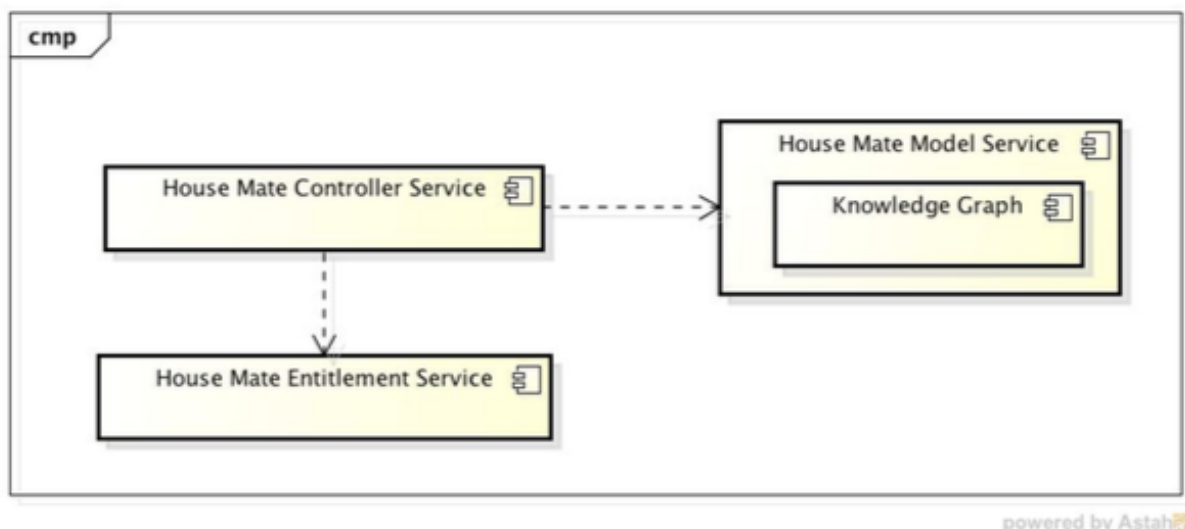 cmp
House Mate Model Service
House Mate Controller Service
Knowledge Graph
House Mate Entitlement Service
powered by Astah